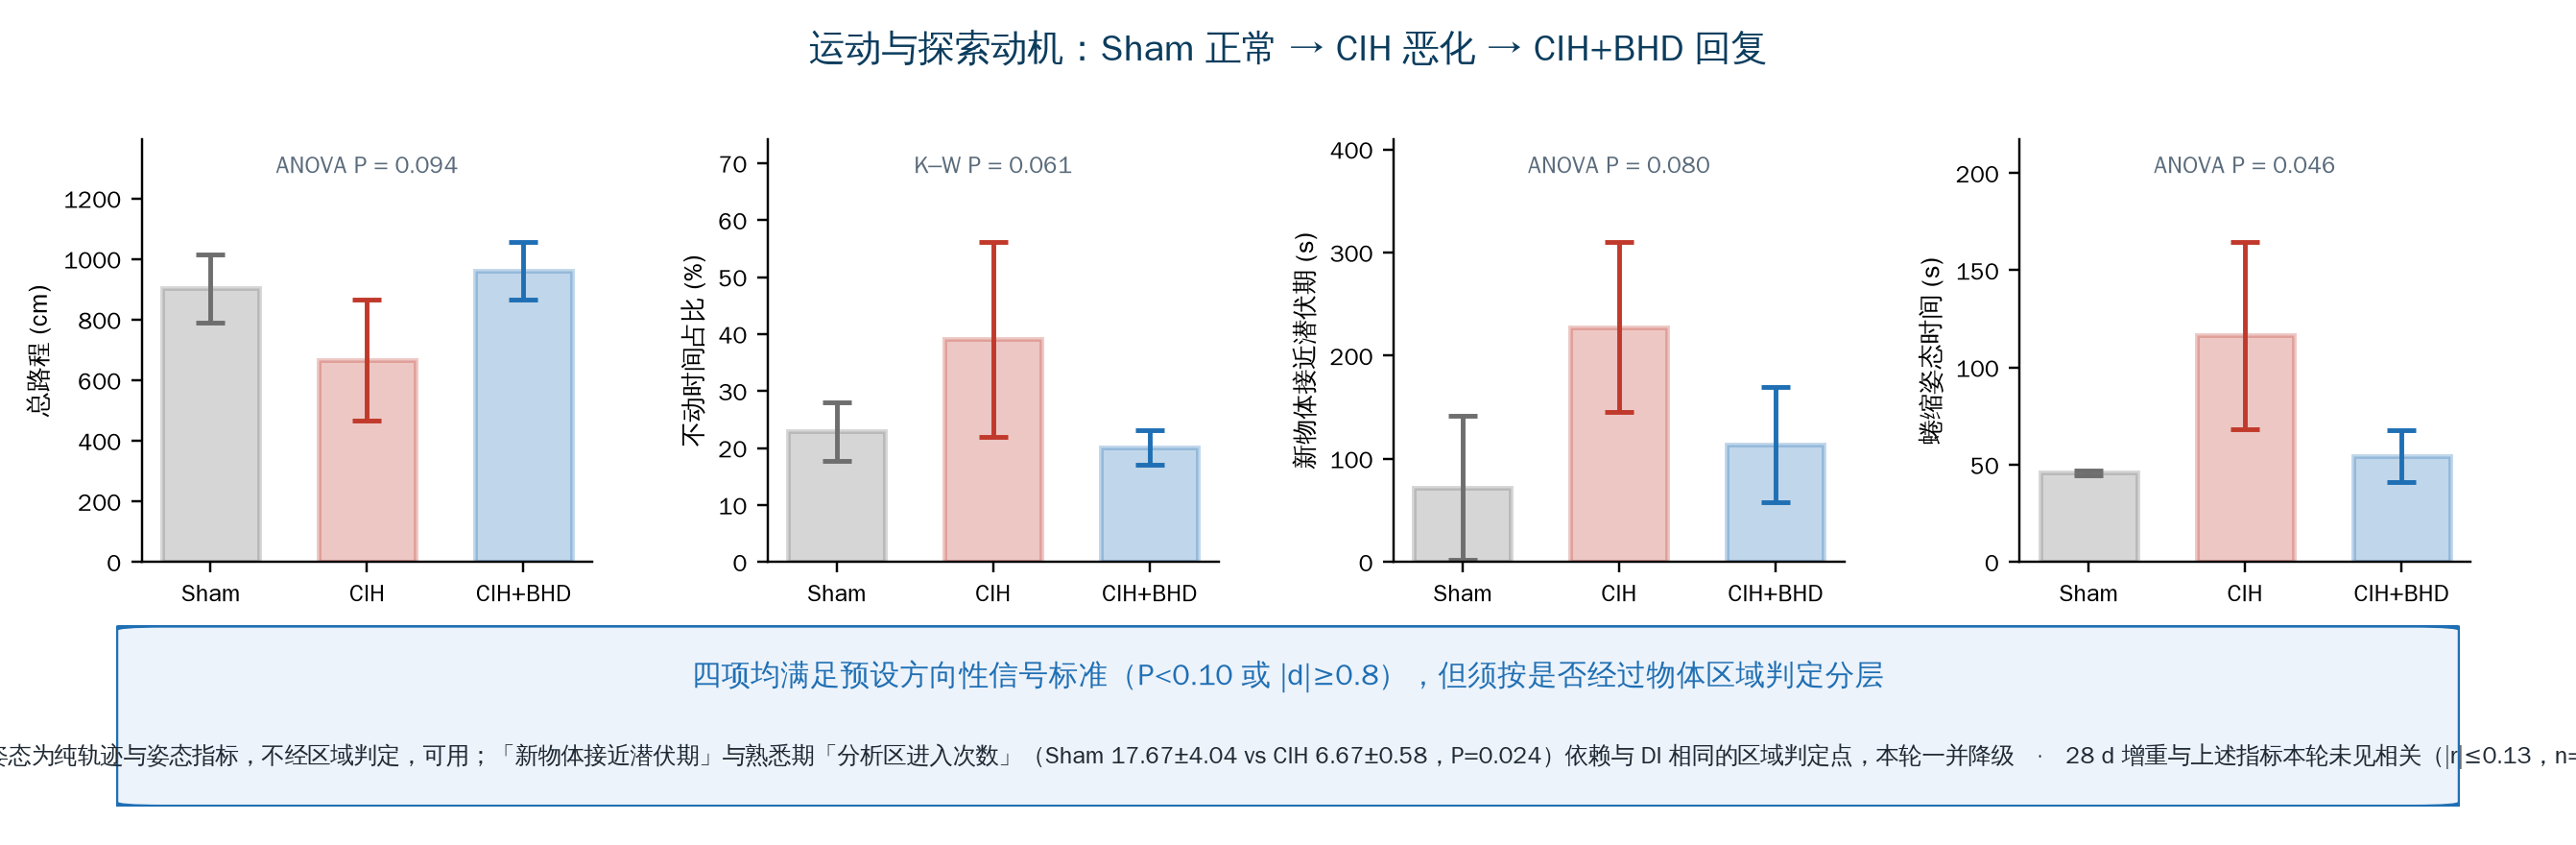 运动与探索动机：Sham 正常 → CIH 恶化 → CIH+BHD 回复
总路程 (cm)
1200
1000
800
600
400
200
0
ANOVA P = 0.094
Sham
CIH
CIH+BHD
不动时间占比 (%)
70
60
50
40
30
20
10
0
K–W P = 0.061
Sham
CIH
CIH+BHD
新物体接近潜伏期 (s)
400
300
200
100
0
ANOVA P = 0.080
Sham
CIH
CIH+BHD
蜷缩姿态时间 (s)
200
150
100
50
0
ANOVA P = 0.046
Sham
CIH
CIH+BHD
四项均满足预设方向性信号标准（P<0.10 或 |d|≥0.8），但须按是否经过物体区域判定分层
姿态为纯轨迹与姿态指标，不经区域判定，可用；「新物体接近潜伏期」与熟悉期「分析区进入次数」（Sham 17.67±4.04 vs CIH 6.67±0.58，P=0.024）依赖与 DI 相同的区域判定点，本轮一并降级 · 28 d 增重与上述指标本轮未见相关（|r|≤0.13，n=